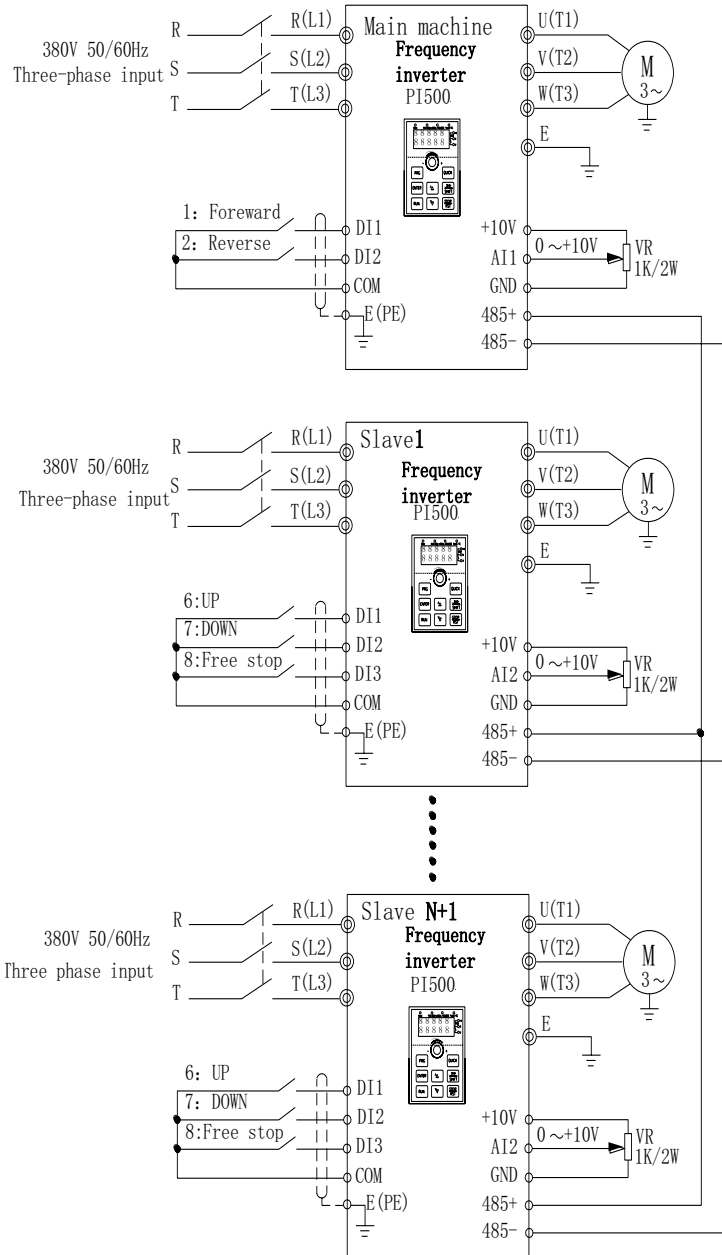 R
R(L1)
Main machine
U(T1)
380V 50/60Hz
Frequency
S
S(L2)
inverter
V(T2)
M
Three-phase input
3~
PI500
T
T(L3)
W(T3)
E
1: Foreward
DI1
+10V
2: Reverse
DI2
0 ~+10V
AI1
VR
1K/2W
COM
GND
E(PE)
485+
485-
R
R(L1)
Slave1
U(T1)
380V 50/60Hz
Frequency
S
S(L2)
inverter
V(T2)
M
Three-phase input
3~
PI500
T
T(L3)
W(T3)
E
6:UP
DI1
7:DOWN
DI2
+10V
8:Free stop
DI3
0 ~+10V
AI2
VR
1K/2W
COM
GND
E(PE)
485+
485-
R
R(L1)
Slave N+1
U(T1)
380V 50/60Hz
Frequency
S
S(L2)
inverter
V(T2)
M
Three phase input
3~
PI500
T
T(L3)
W(T3)
E
6: UP
DI1
7: DOWN
DI2
+10V
8:Free stop
DI3
0 ~+10V
AI2
VR
1K/2W
COM
GND
E(PE)
485+
485-